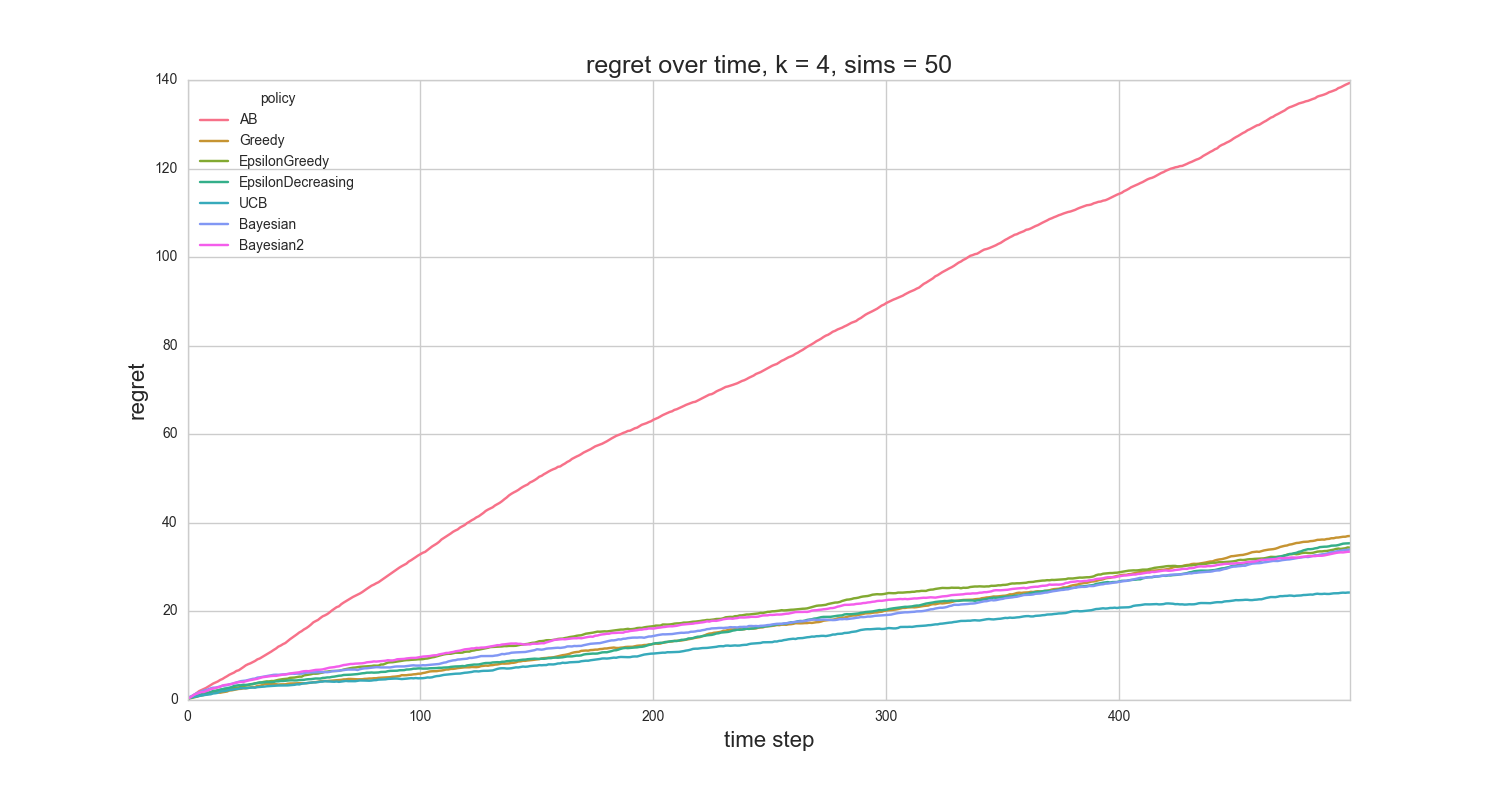 regret over time, k = 4, sims = 50
140
120
100
80
60
40
20
0
regret
policy
AB
Greedy
EpsilonGreedy
EpsilonDecreasing
UCB
Bayesian
Bayesian2
0 100 200 300 400
time step